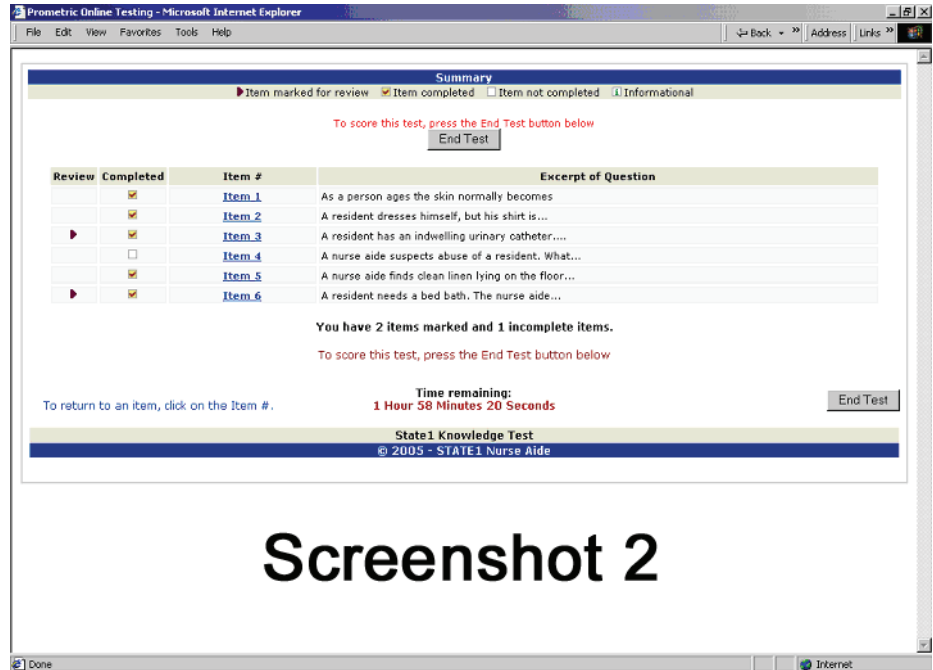 Prometric Online Testing - Microsoft Internet Explorer
File Edit View Favorites Tools Help Back » Address Links »
Summary
Item marked for review Item completed Item not completed Informational
To score this test, press the End Test button below
End Test
Review Completed Item # Excerpt of Question
Item 1 As a person ages the skin normally becomes
Item 2 A resident dresses himself, but his shirt is...
Item 3 A resident has an indwelling urinary catheter....
Item 4 A nurse aide suspects abuse of a resident. What...
Item 5 A nurse aide finds clean linen lying on the floor...
Item 6 A resident needs a bed bath. The nurse aide...
You have 2 items marked and 1 incomplete items.
To score this test, press the End Test button below
Time remaining:
To return to an item, click on the Item #. 1 Hour 58 Minutes 20 Seconds End Test
State1 Knowledge Test
© 2005 - STATE1 Nurse Aide
Screenshot 2
Done Internet